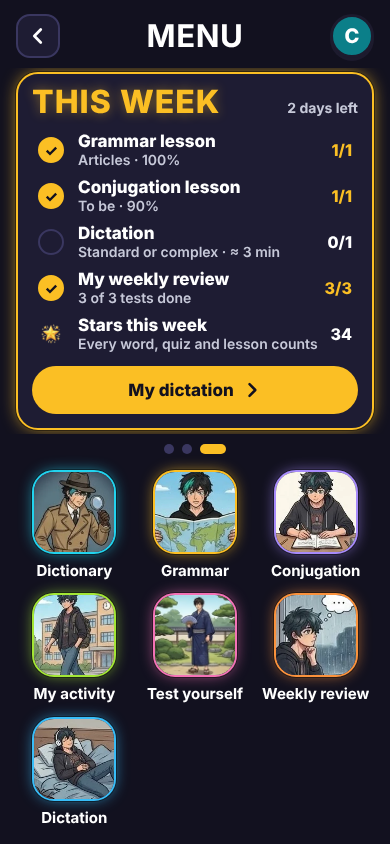 MENU
C
THIS WEEK
2 days left
Grammar lesson
Articles · 100%
1/1
Conjugation lesson
To be · 90%
1/1
Dictation
Standard or complex · ≈ 3 min
0/1
My weekly review
3 of 3 tests done
3/3
Stars this week
Every word, quiz and lesson counts
34
My dictation
Dictionary
Grammar
Conjugation
My activity
Test yourself
Weekly review
Dictation